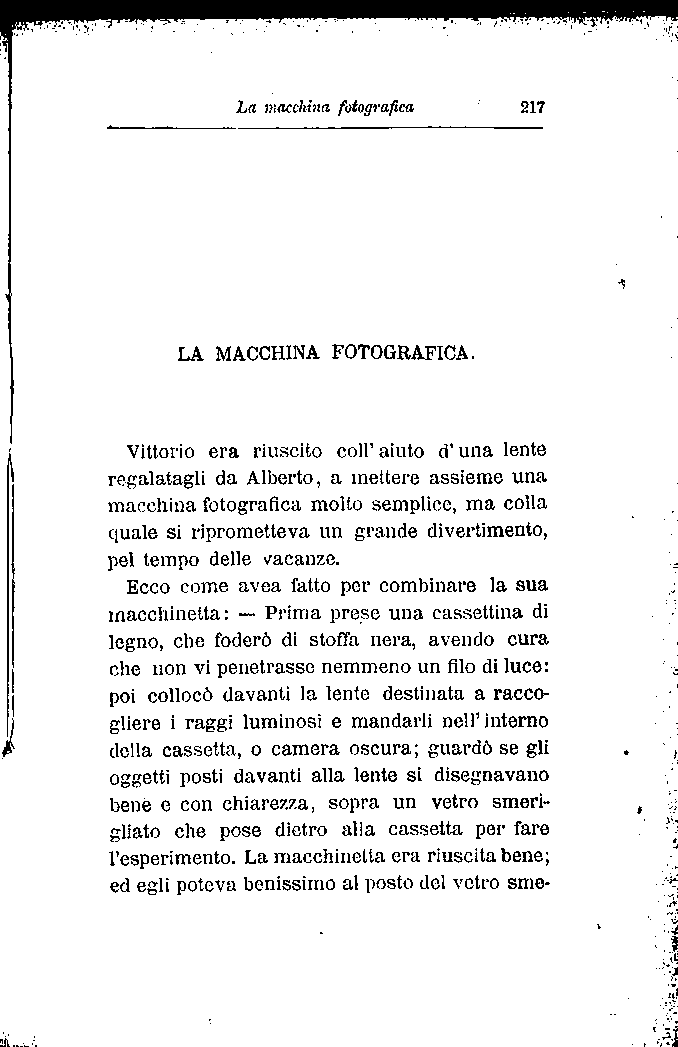 La macchina fotografica 217
LA MACCHINA FOTOGRAFICA.
Vittorio era riuscito coll' aiuto d' una lente
regalatagli da Alberto, a mettere assieme una
macchina fotografica molto semplice, ma colla
quale si riprometteva un grande divertimento,
pel tempo delle vacanze.
Ecco come avea fatto per combinare la sua
macchinetta: — Prima prese una cassettina di
legno, che foderò di stoffa nera, avendo cura
che non vi penetrasse nemmeno un filo di luce:
poi collocò davanti la lente destinata a racco-
gliere i raggi luminosi e mandarli nell' interno
della cassetta, o camera oscura; guardò se gli
oggetti posti davanti alla lente si disegnavano
bene e con chiarezza, sopra un vetro smeri-
gliato che pose dietro alla cassetta per fare
l'esperimento. La macchinetta era riuscita bene;
ed egli poteva benissimo al posto del vetro sme-